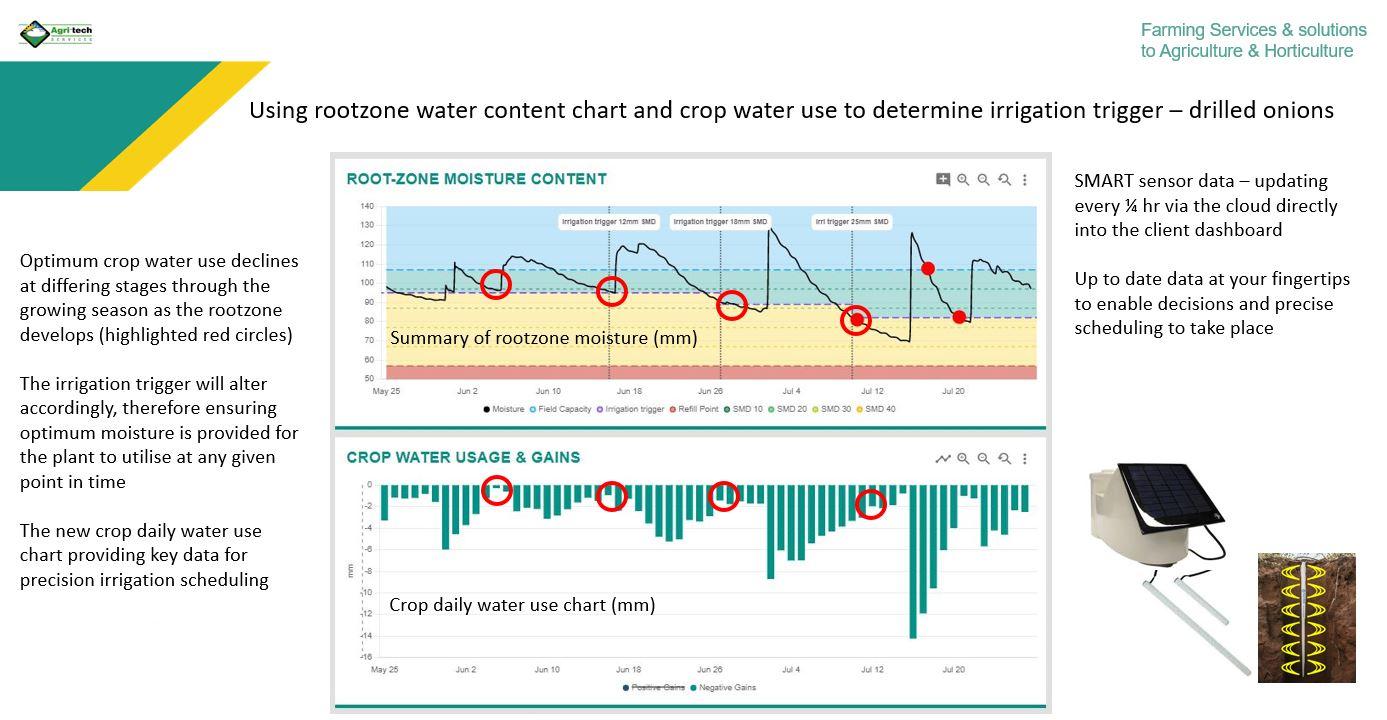 Agri-tech
SERVICES
Farming Services & solutions
to Agriculture & Horticulture
Using rootzone water content chart and crop water use to determine irrigation trigger – drilled onions
Optimum crop water use declines
at differing stages through the
growing season as the rootzone
develops (highlighted red circles)
The irrigation trigger will alter
accordingly, therefore ensuring
optimum moisture is provided for
the plant to utilise at any given
point in time
The new crop daily water use
chart providing key data for
precision irrigation scheduling
ROOT-ZONE MOISTURE CONTENT
140
130
120
110
100
90
80
70
60
50
Irrigation trigger 12mm SMD
Irrigation trigger 18mm SMD
Irri trigger 25mm SMD
Summary of rootzone moisture (mm)
May 25 Jun 2 Jun 10 Jun 18 Jun 26 Jul 4 Jul 12 Jul 20
Moisture Field Capacity Irrigation trigger Refill Point SMD 10 SMD 20 SMD 30 SMD 40
CROP WATER USAGE & GAINS
0
-2
-4
-6
-8
-10
-12
-14
-16
mm
Crop daily water use chart (mm)
May 25 Jun 2 Jun 10 Jun 18 Jun 26 Jul 4 Jul 12 Jul 20
Positive Gains Negative Gains
SMART sensor data – updating
every ¼ hr via the cloud directly
into the client dashboard
Up to date data at your fingertips
to enable decisions and precise
scheduling to take place